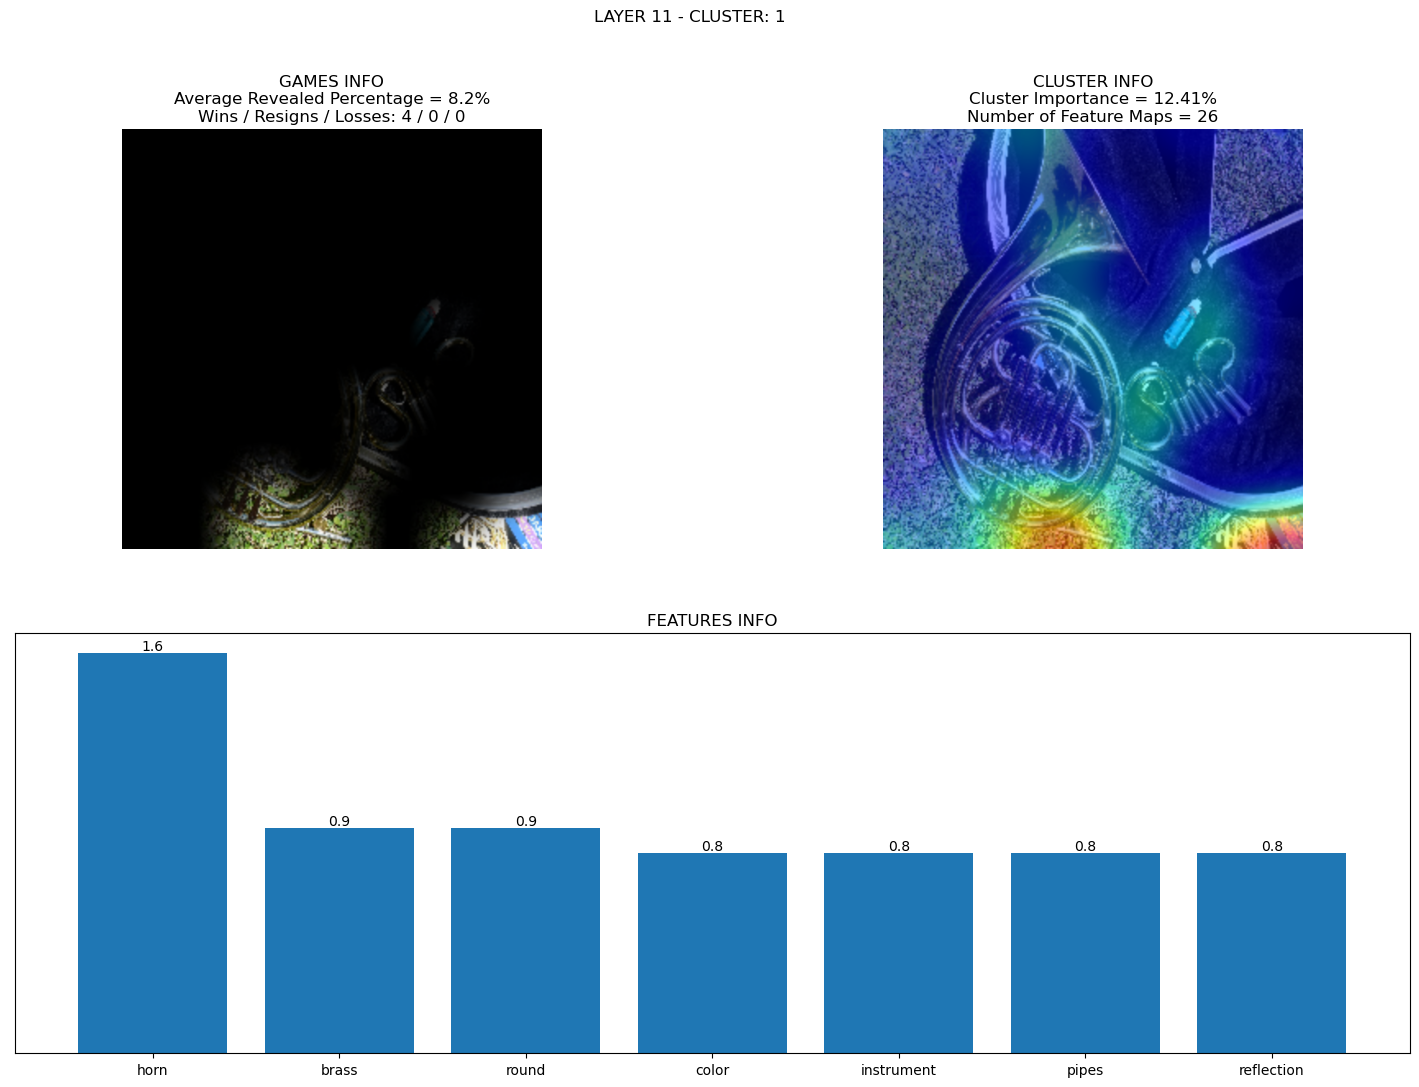 LAYER 11 - CLUSTER: 1
GAMES INFO
Average Revealed Percentage = 8.2%
Wins / Resigns / Losses: 4 / 0 / 0
CLUSTER INFO
Cluster Importance = 12.41%
Number of Feature Maps = 26
FEATURES INFO
1.6
0.9
0.9
0.8
0.8
0.8
0.8
horn
brass
round
color
instrument
pipes
reflection